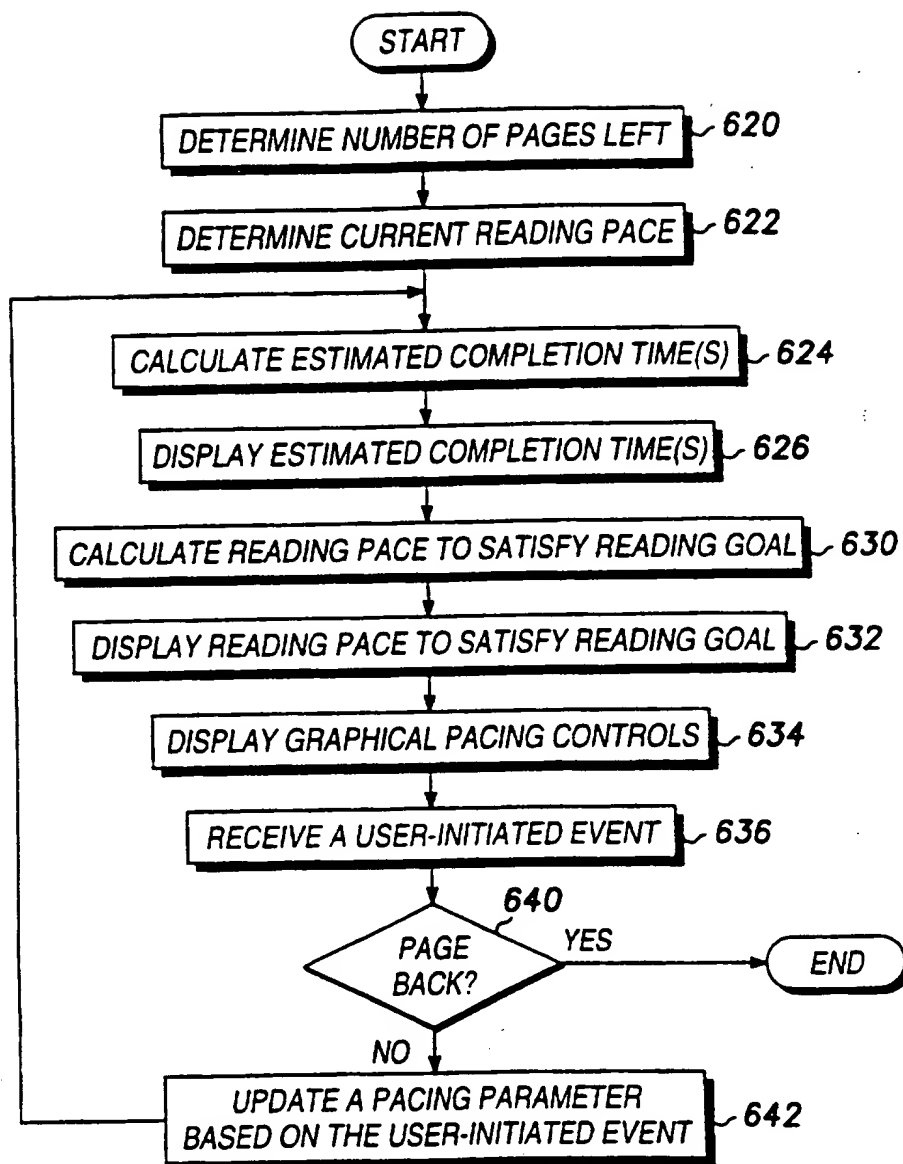 START
DETERMINE NUMBER OF PAGES LEFT 620
DETERMINE CURRENT READING PACE 622
CALCULATE ESTIMATED COMPLETION TIME(S) 624
DISPLAY ESTIMATED COMPLETION TIME(S) 626
CALCULATE READING PACE TO SATISFY READING GOAL 630
DISPLAY READING PACE TO SATISFY READING GOAL 632
DISPLAY GRAPHICAL PACING CONTROLS 634
RECEIVE A USER-INITIATED EVENT 636
640
PAGE
BACK?
YES
END
NO
UPDATE A PACING PARAMETER
BASED ON THE USER-INITIATED EVENT 642